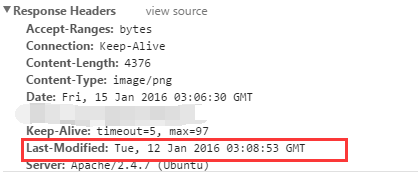 Response Headers view source
Accept-Ranges: bytes
Connection: Keep-Alive
Content-Length: 4376
Content-Type: image/png
Date: Fri, 15 Jan 2016 03:06:30 GMT
Keep-Alive: timeout=5, max=97
Last-Modified: Tue, 12 Jan 2016 03:08:53 GMT
Server: Apache/2.4.7 (Ubuntu)